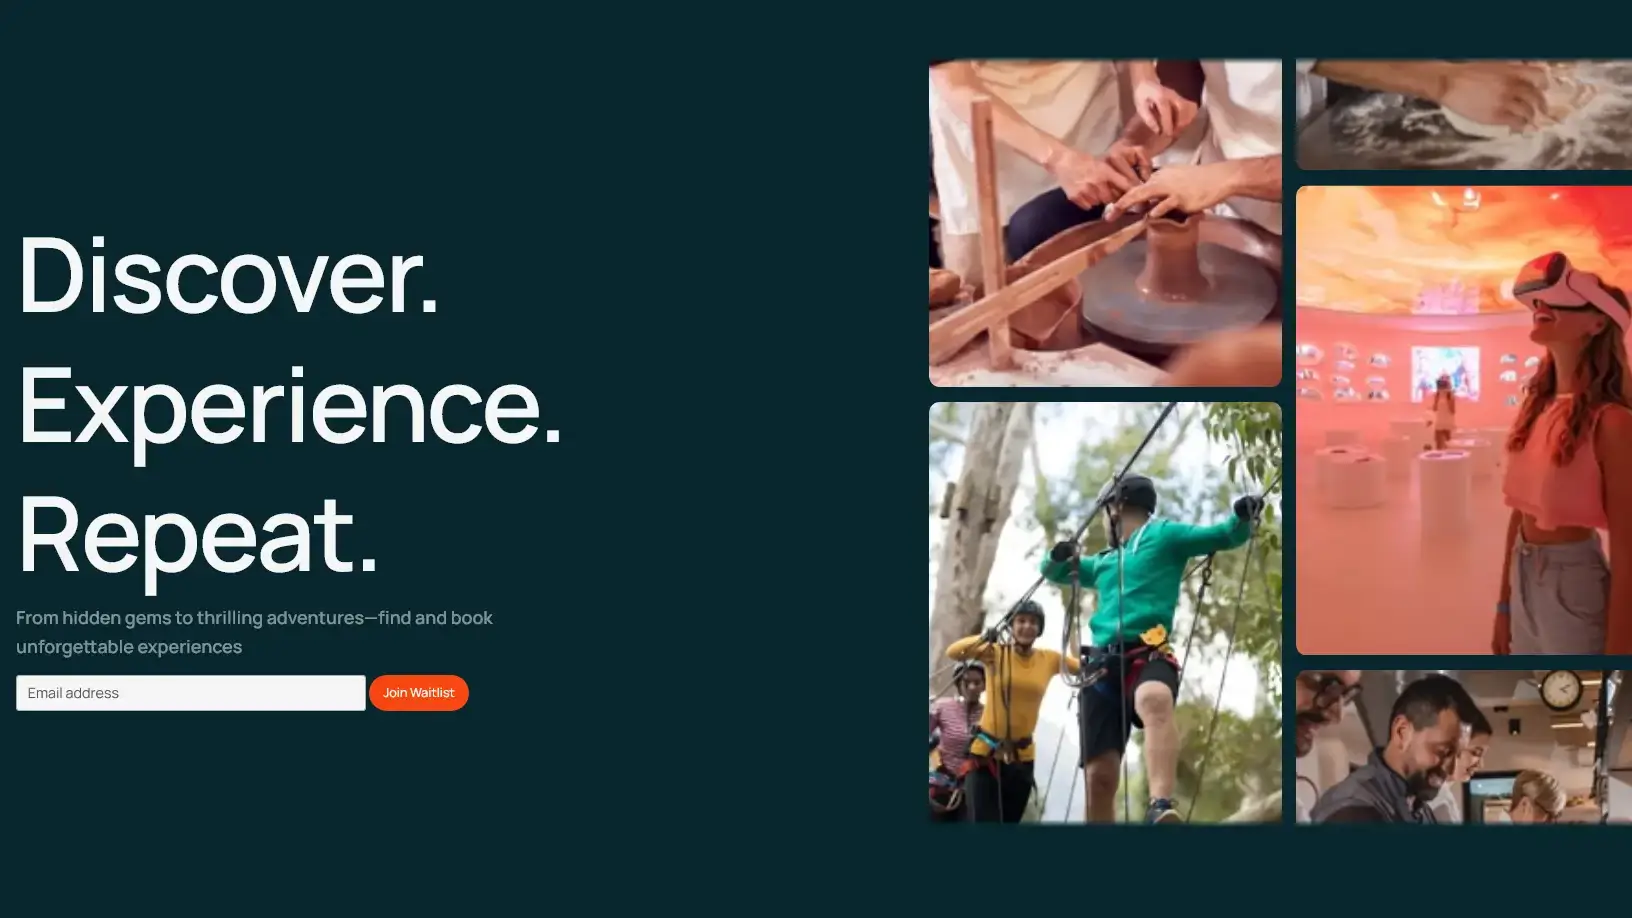 Discover.
Experience.
Repeat.
From hidden gems to thrilling adventures—find and book
unforgettable experiences
Email address
Join Waitlist